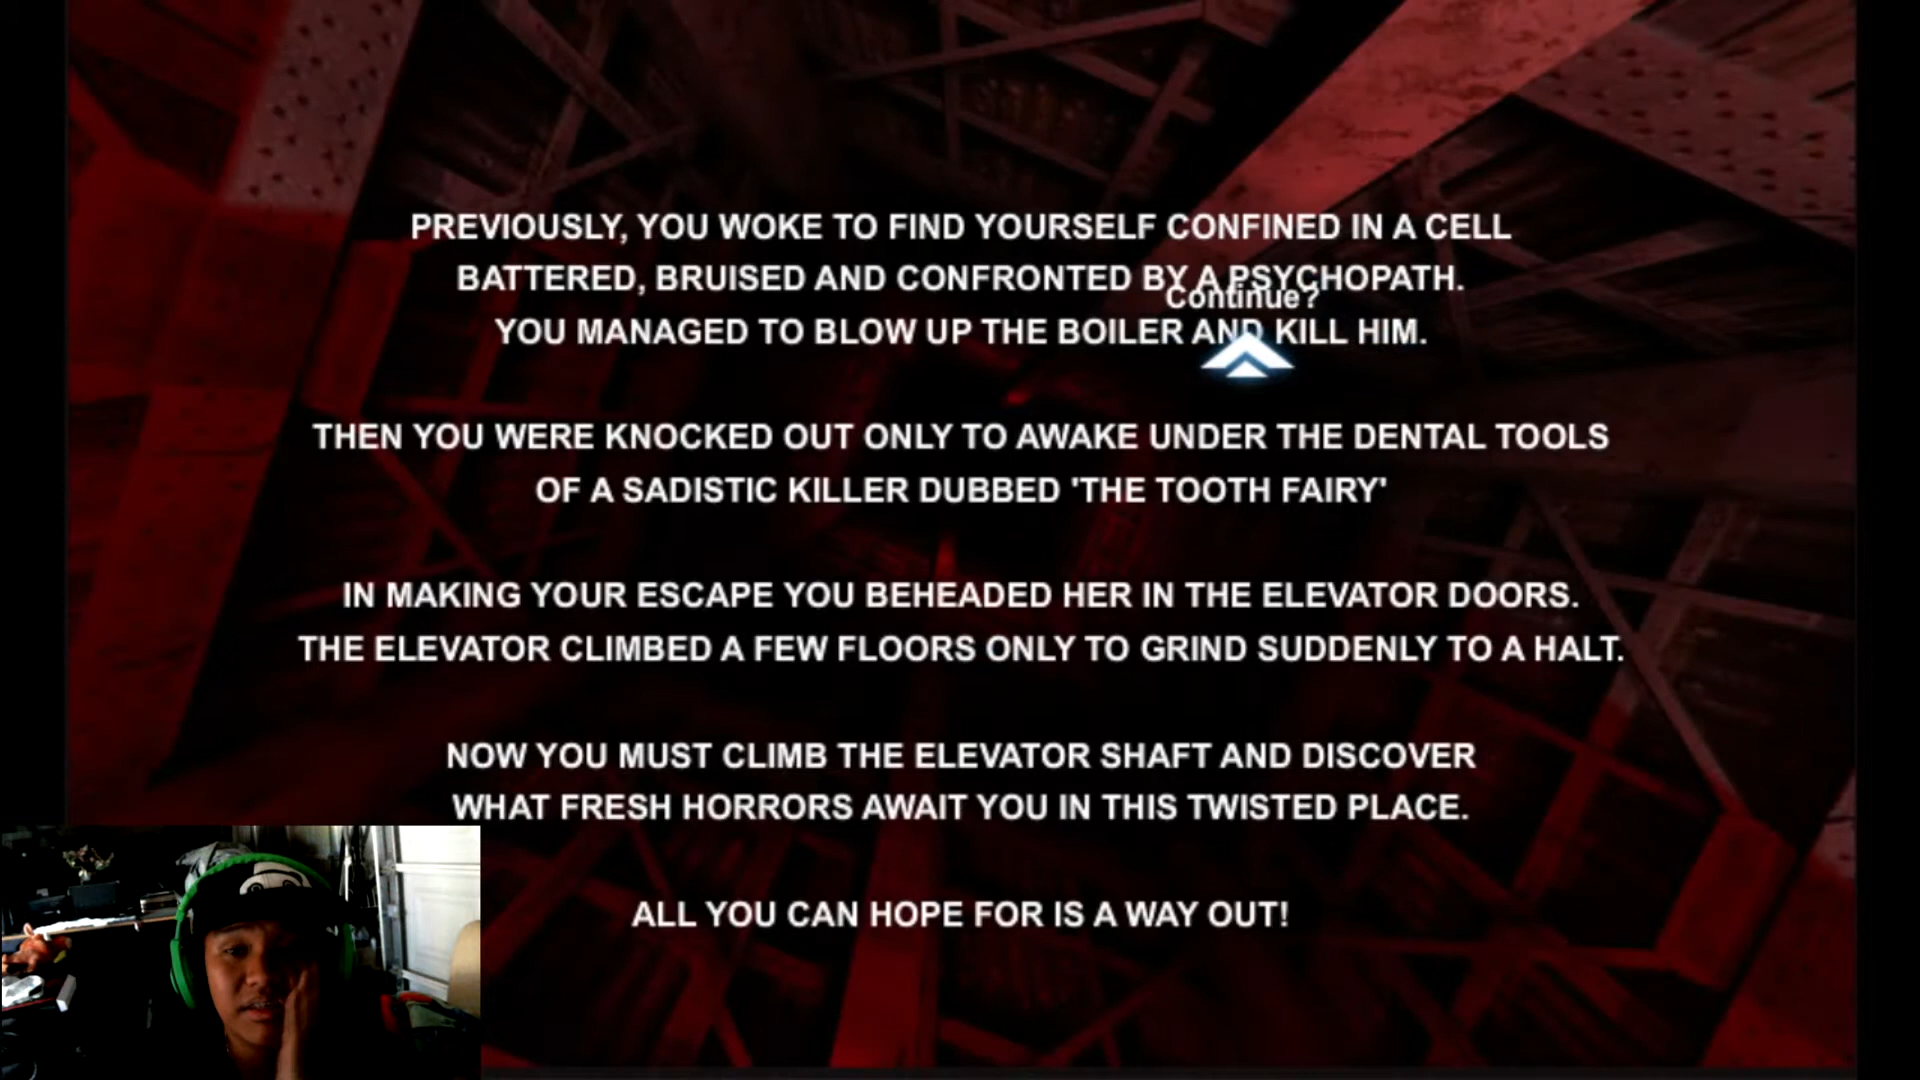 PREVIOUSLY, YOU WOKE TO FIND YOURSELF CONFINED IN A CELL
BATTERED, BRUISED AND CONFRONTED BY A PSYCHOPATH.
Continue?
YOU MANAGED TO BLOW UP THE BOILER AND KILL HIM.
THEN YOU WERE KNOCKED OUT ONLY TO AWAKE UNDER THE DENTAL TOOLS
OF A SADISTIC KILLER DUBBED 'THE TOOTH FAIRY'
IN MAKING YOUR ESCAPE YOU BEHEADED HER IN THE ELEVATOR DOORS.
THE ELEVATOR CLIMBED A FEW FLOORS ONLY TO GRIND SUDDENLY TO A HALT.
NOW YOU MUST CLIMB THE ELEVATOR SHAFT AND DISCOVER
WHAT FRESH HORRORS AWAIT YOU IN THIS TWISTED PLACE.
ALL YOU CAN HOPE FOR IS A WAY OUT!